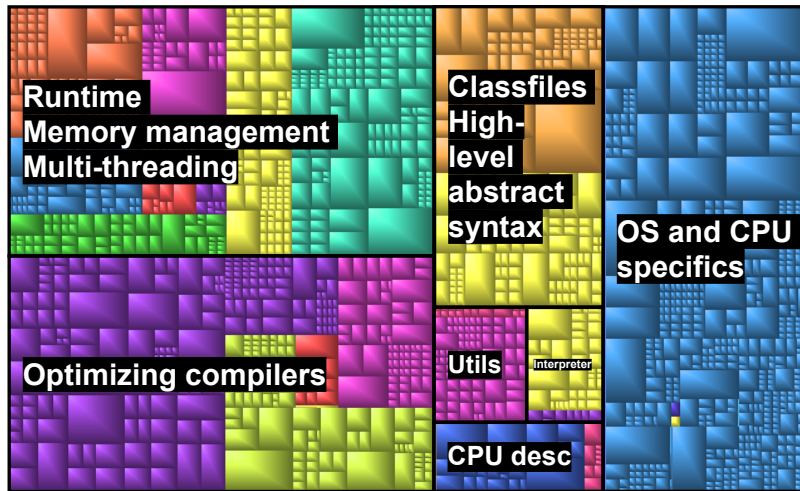 Runtime
Memory management
Multi-threading
Classfiles
High-
level
abstract
syntax
OS and CPU
specifics
Optimizing compilers
Utils
Interpreter
CPU desc